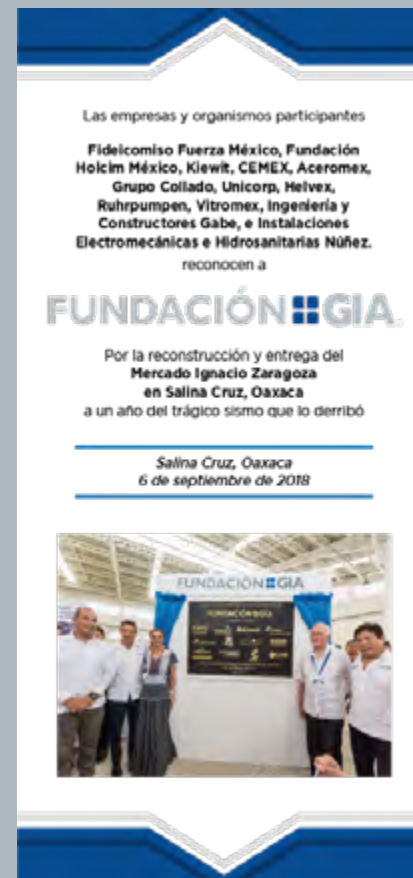 Las empresas y organismos participantes
Fideicomiso Fuerza México, Fundación
Holcim México, Kiewit, CEMEX, Aceromex,
Grupo Collado, Unicorp, Helvex,
Ruhrpumpen, Vitromex, Ingeniería y
Constructores Gabe, e Instalaciones
Electromecánicas e Hidrosanitarias Núñez.
reconocen a
FUNDACIÓN GIA
Por la reconstrucción y entrega del
Mercado Ignacio Zaragoza
en Salina Cruz, Oaxaca
a un año del trágico sismo que lo derribó
Salina Cruz, Oaxaca
6 de septiembre de 2018
FUNDACIÓN GIA
FUNDACIÓN GIA